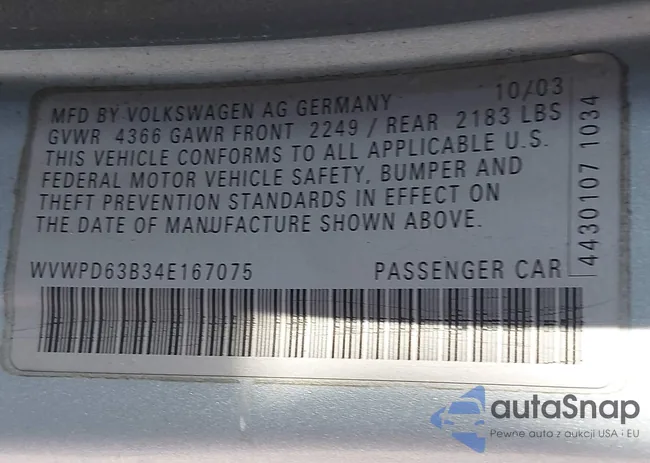 10/03
MFD BY VOLKSWAGEN AG GERMANY
GVWR 4366 GAWR FRONT 2249 / REAR 2183 LBS
THIS VEHICLE CONFORMS TO ALL APPLICABLE U.S.
FEDERAL MOTOR VEHICLE SAFETY, BUMPER AND
THEFT PREVENTION STANDARDS IN EFFECT ON
THE DATE OF MANUFACTURE SHOWN ABOVE.
4430107 1034
WVWPD63B34E167075 PASSENGER CAR
autaSnap
Pewne auta z aukcji USA i EU